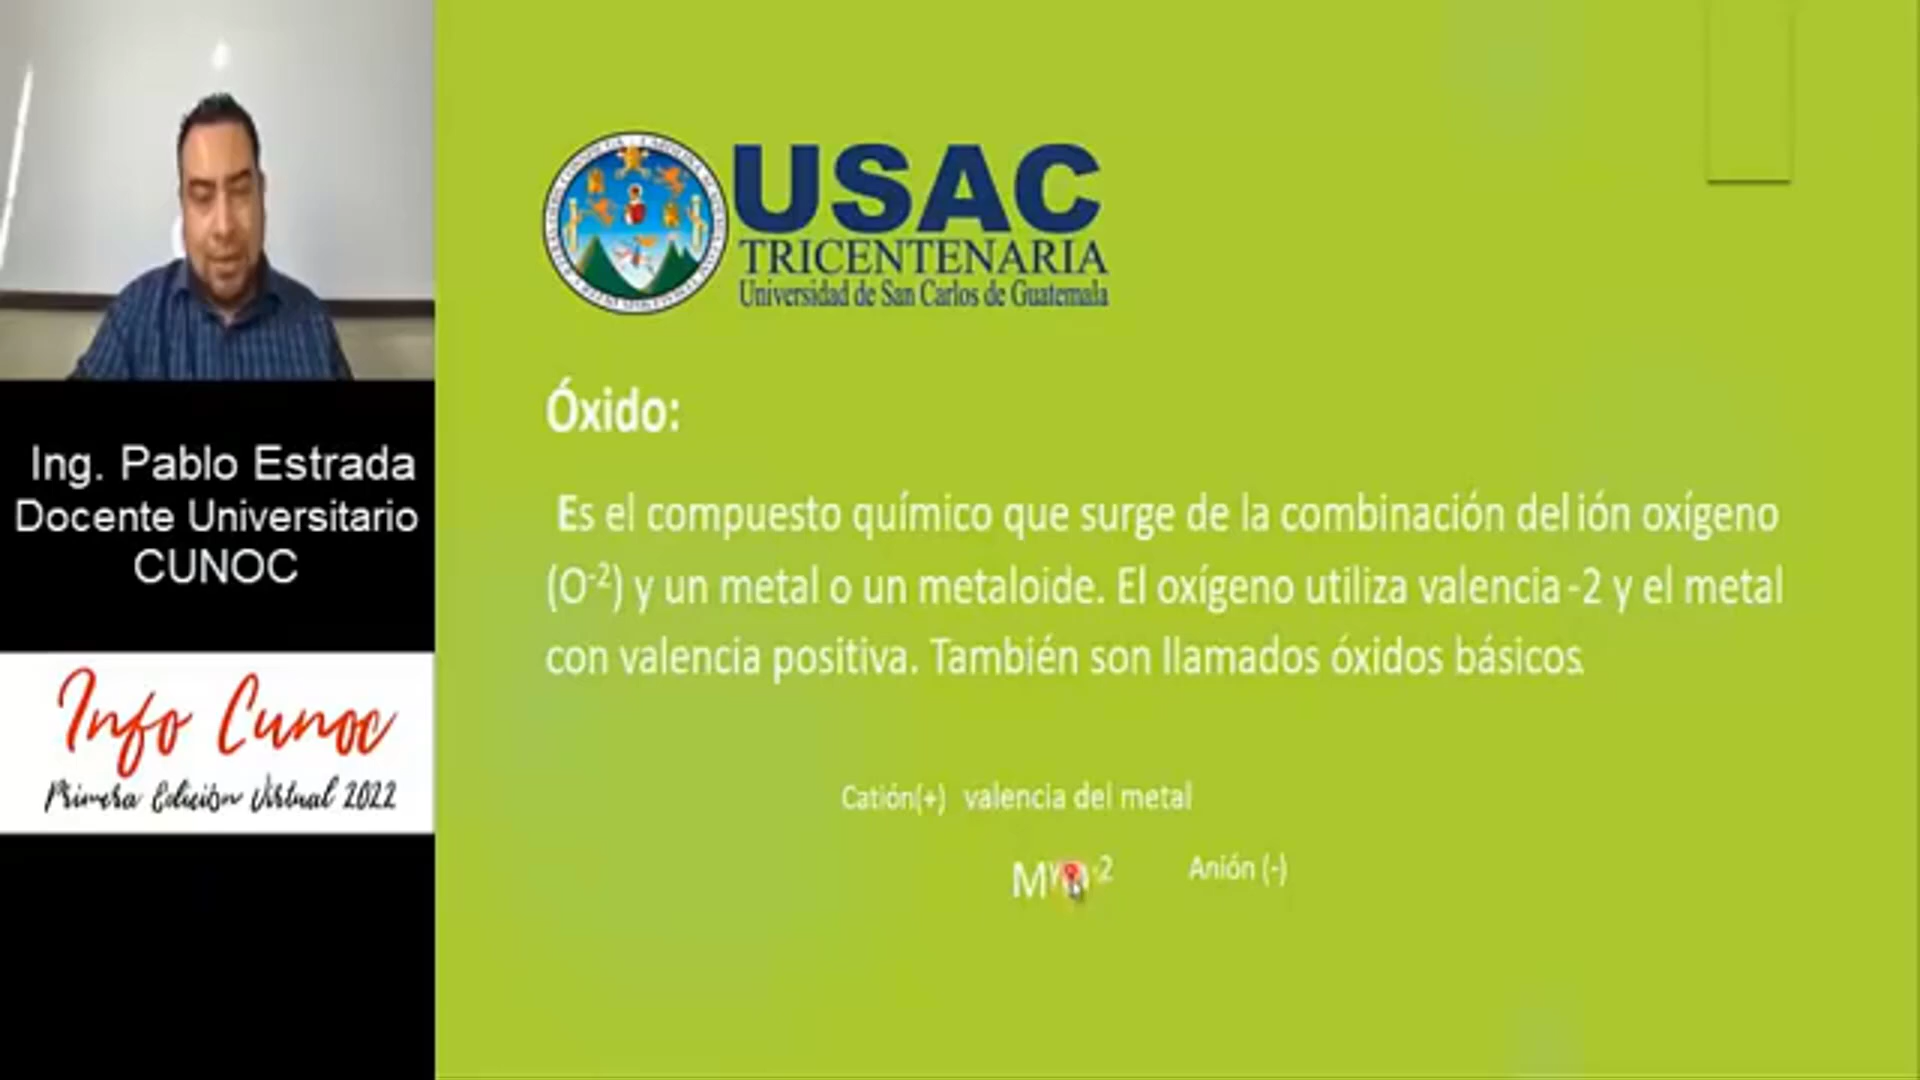 USAC
TRICENTENARIA
Universidad de San Carlos de Guatemala
Óxido:
Es el compuesto químico que surge de la combinación del ión oxígeno
(O-2) y un metal o un metaloide. El oxígeno utiliza valencia -2 y el metal
con valencia positiva. También son llamados óxidos básicos.
Catión(+) valencia del metal
-2 Anión (-)
Ing. Pablo Estrada
Docente Universitario
CUNOC
Info Cunoc
Primera Edición Virtual 2022